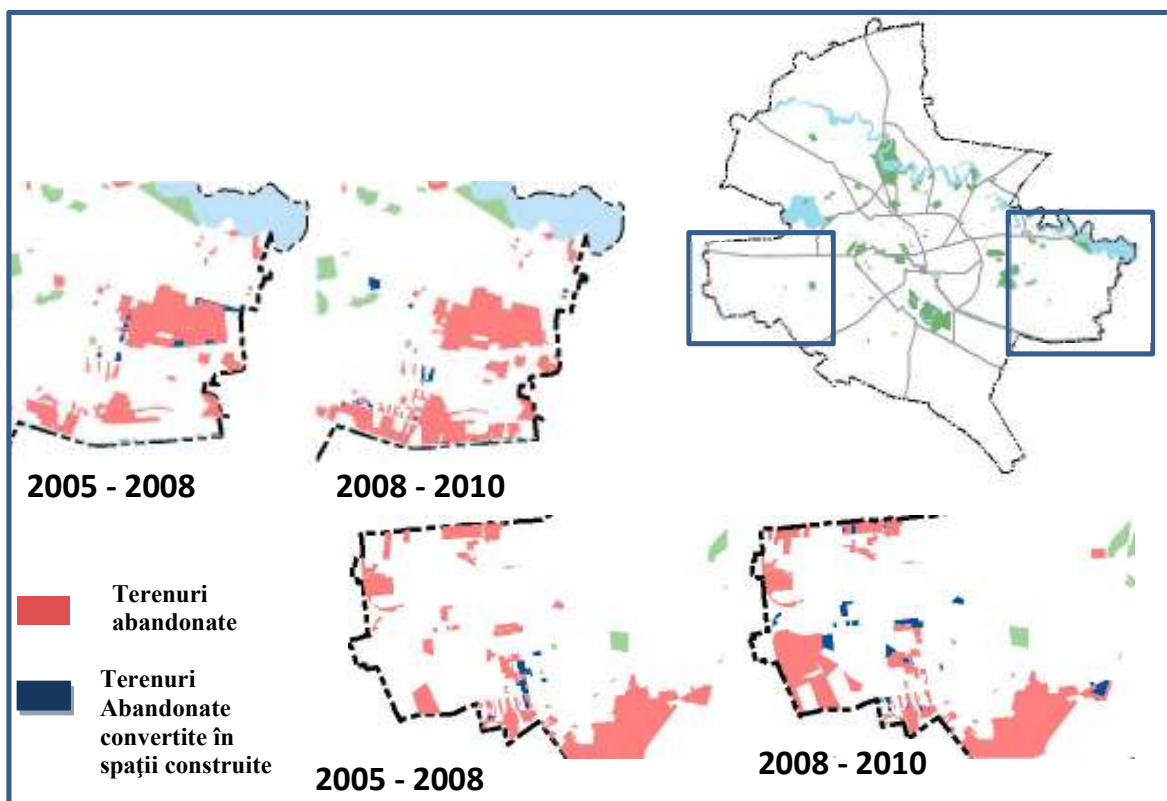 2005 - 2008
2008 - 2010
Terenuri
abandonate
Terenuri
Abandonate
convertite în
spaţii construite
2005 - 2008
2008 - 2010